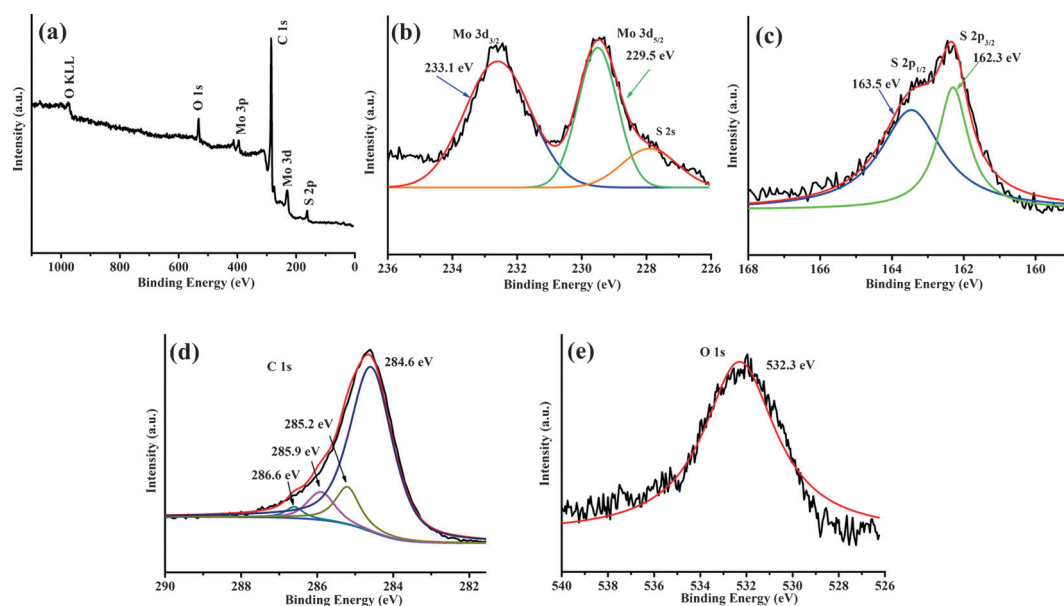 (a)
O KLL
O 1s
Mo 3p
C 1s
Mo 3d
S 2p
Intensity (a.u.)
1000 800 600 400 200 0
Binding Energy (eV)
(b)
Mo 3d3/2
Mo 3d5/2
233.1 eV
229.5 eV
S 2s
Intensity (a.u.)
236 234 232 230 228 226
Binding Energy (eV)
(c)
S 2p3/2
S 2p1/2
162.3 eV
163.5 eV
Intensity (a.u.)
168 166 164 162 160
Binding Energy (eV)
(d)
C 1s
284.6 eV
285.2 eV
285.9 eV
286.6 eV
Intensity (a.u.)
290 288 286 284 282
Binding Energy (eV)
(e)
O 1s
532.3 eV
Intensity (a.u.)
540 538 536 534 532 530 528 526
Binding Energy (eV)